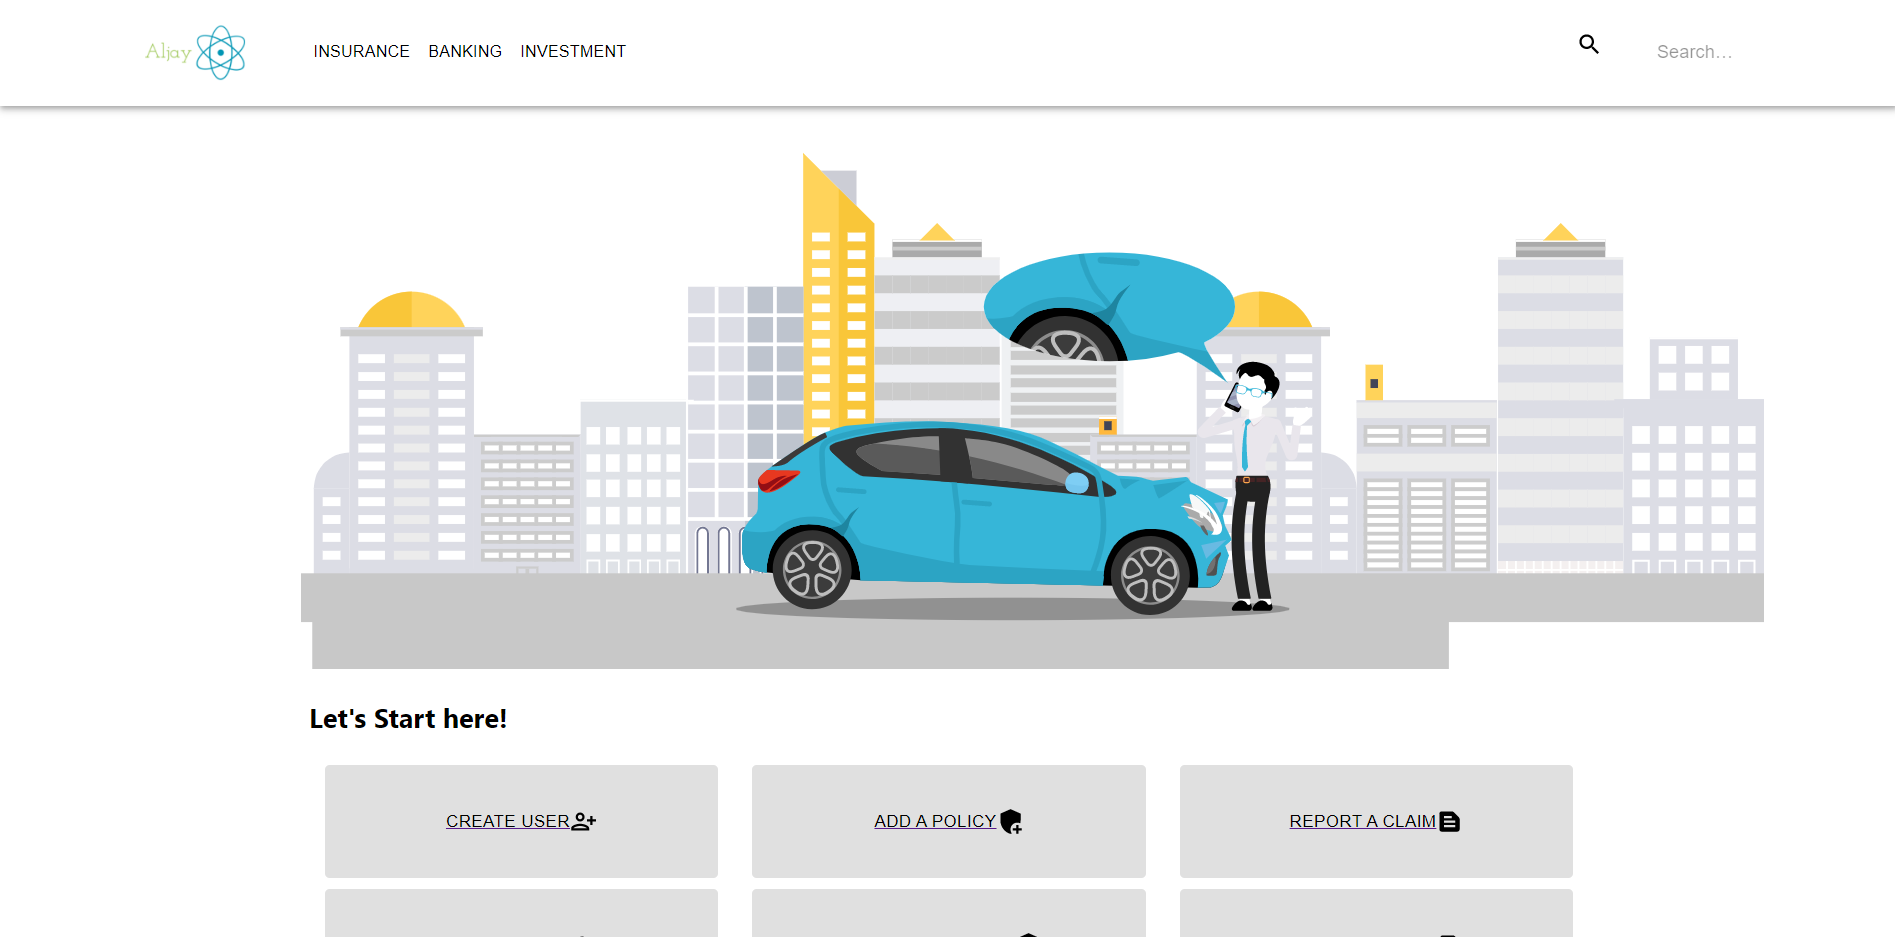 Aljay
INSURANCE BANKING INVESTMENT
Search...
Let's Start here!
CREATE USER
ADD A POLICY
REPORT A CLAIM